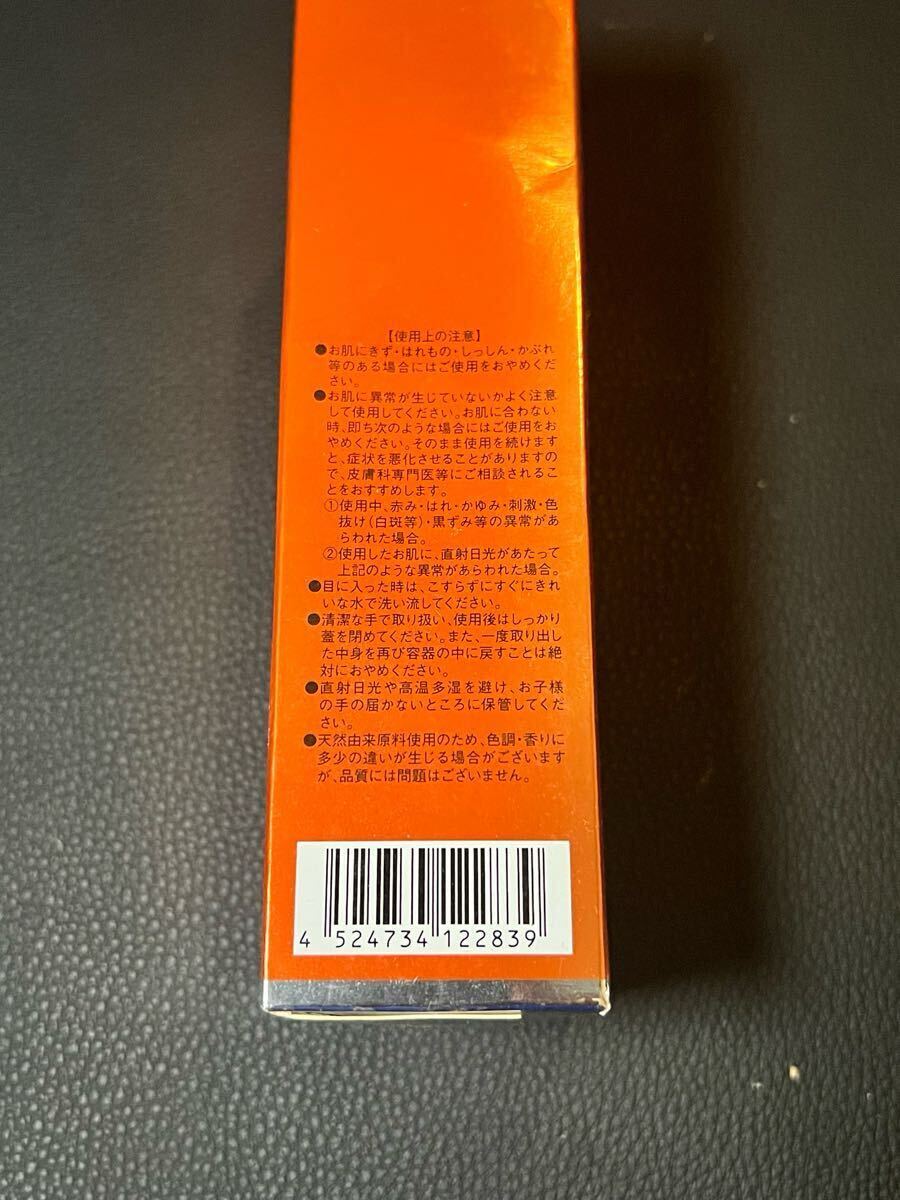 【使用上の注意】
●お肌にきず・はれもの・しっしん・かぶれ
等のある場合にはご使用をおやめくだ
さい。
●お肌に異常が生じていないかよく注意
して使用してください。お肌に合わない
時、即ち次のような場合にはご使用をお
やめください。そのまま使用を続けます
と、症状を悪化させることがありますの
で、皮膚科専門医等にご相談されるこ
とをおすすめします。
①使用中、赤み・はれ・かゆみ・刺激・色
抜け(白斑等)・黒ずみ等の異常があ
らわれた場合。
②使用したお肌に、直射日光があたって
上記のような異常があらわれた場合。
●目に入った時は、こすらずにすぐにきれ
いな水で洗い流してください。
●清潔な手で取り扱い、使用後はしっかり
蓋を閉めてください。また、一度取り出し
た中身を再び容器の中に戻すことは絶
対におやめください。
●直射日光や高温多湿を避け、お子様
の手の届かないところに保管してくだ
さい。
●天然由来原料使用のため、色調・香りに
多少の違いが生じる場合がございます
が、品質には問題はございません。
4 524734 122839